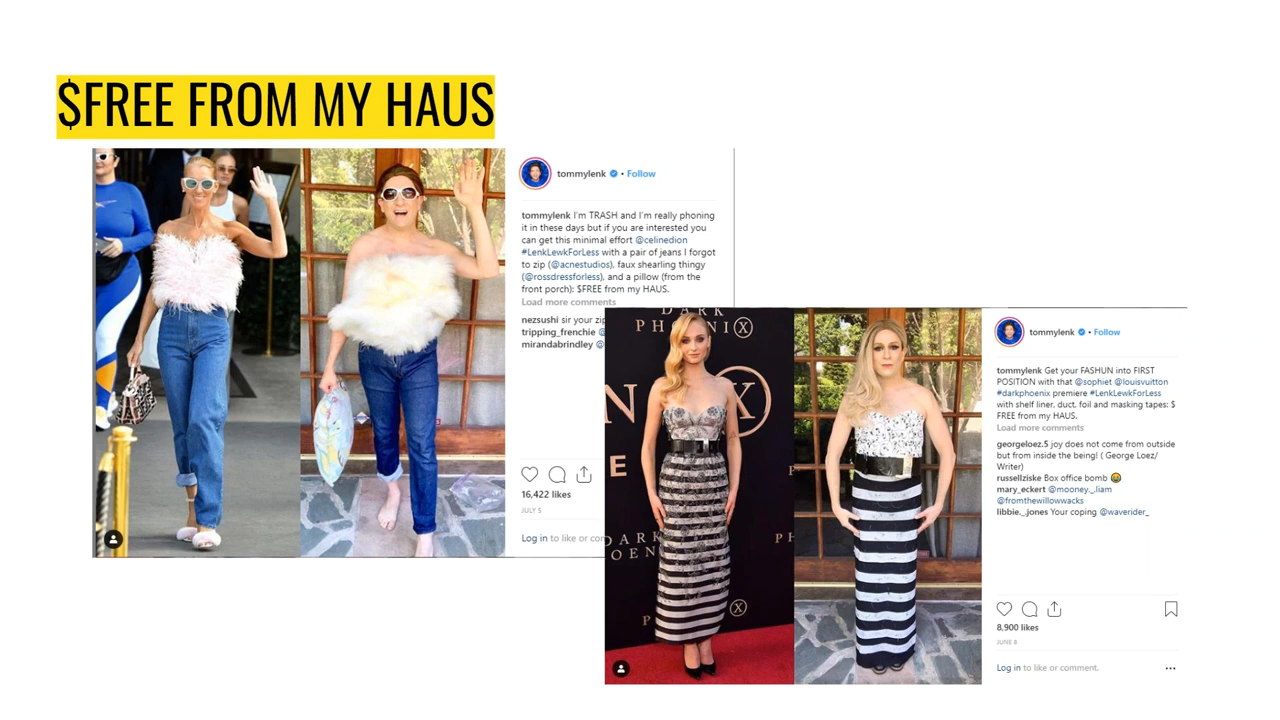 $FREE FROM MY HAUS
tommylenk • Follow
tommylenk I'm TRASH and I'm really phoning
it in these days but if you are interested you
can get this minimal effort @celinedion
#LenkLewkForLess with a pair of jeans I forgot
to zip (@acnestudios), faux shearling thingy
(@rossdressforless), and a pillow (from the
front porch): $FREE from my HAUS.
Load more comments
nezsushi sir your zip
tripping_frenchie @
mirandabrindley @
16,422 likes
JULY 5
Log in to like or com
DARK
PHOENIX
N X
E
DARK
OEN
PH
tommylenk • Follow
tommylenk Get your FASHUN into FIRST
POSITION with that @sophiet @louisvuitton
#darkphoenix premiere #LenkLewkForLess
with shelf liner, duct, foil and masking tapes: $
FREE from my HAUS.
Load more comments
georgeloez.5 joy does not come from outside
but from inside the being! ( George Loez/
Writer)
russellziske Box office bomb 😂
mary_eckert @mooney._.liam
@fromthewillowwacks
libbie._.jones Your coping @waverider_
8,900 likes
JUNE 8
Log in to like or comment.